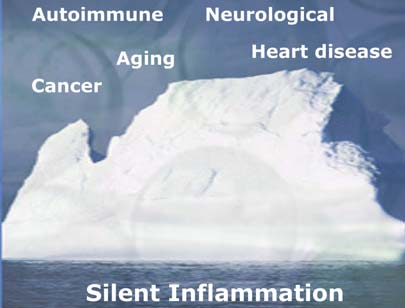 Autoimmune Neurological
Aging Heart disease
Cancer
Silent Inflammation